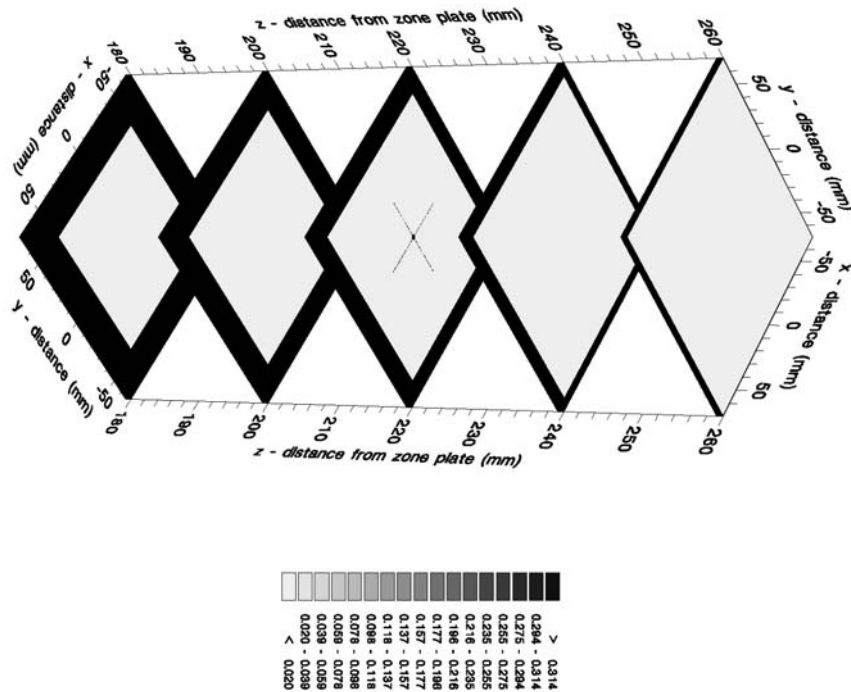 z - distance from zone plate (mm)
180
190
200
210
220
230
240
250
260
x - distance (mm)
-50
0
50
y - distance (mm)
50
0
-50
y - distance (mm)
50
0
-50
x - distance (mm)
-50
0
50
180
190
200
210
220
230
240
250
260
z - distance from zone plate (mm)
> 0.314
0.294 - 0.314
0.275 - 0.294
0.255 - 0.275
0.235 - 0.255
0.216 - 0.235
0.196 - 0.216
0.177 - 0.196
0.157 - 0.177
0.137 - 0.157
0.118 - 0.137
0.098 - 0.118
0.078 - 0.098
0.059 - 0.078
0.039 - 0.059
0.020 - 0.039
< 0.020